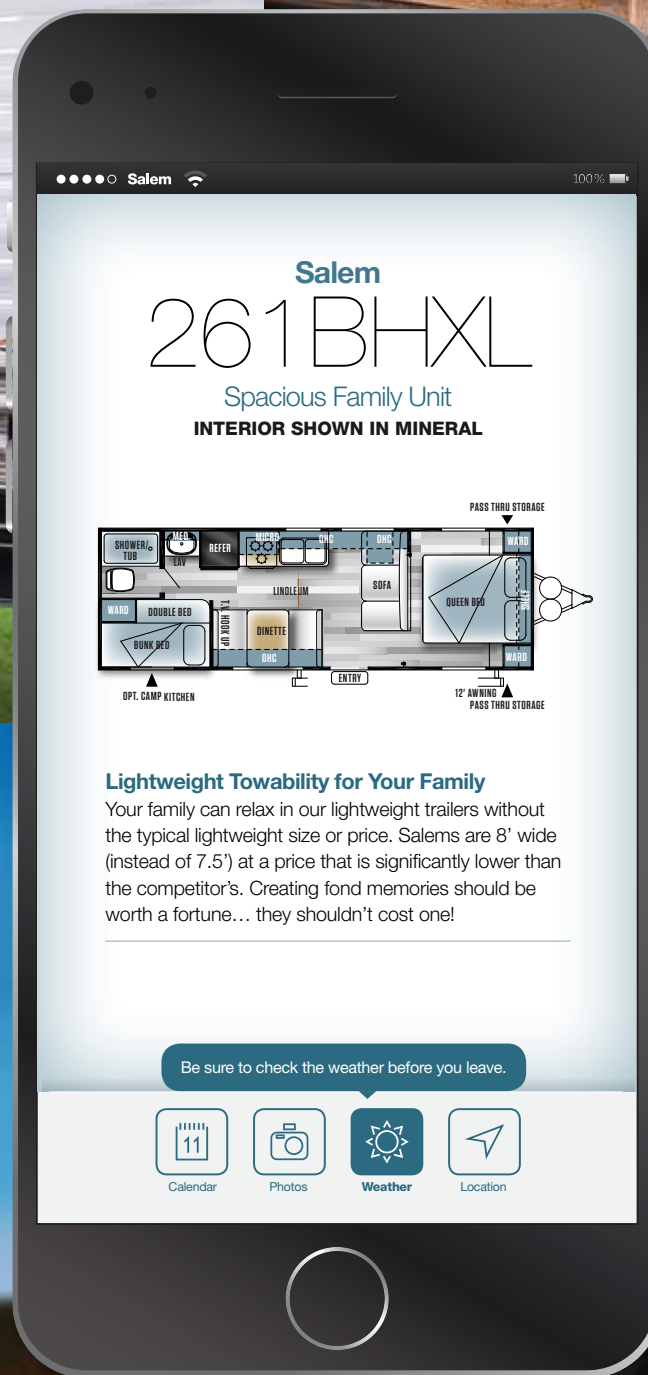 Salem
100%
Salem
261BHXL
Spacious Family Unit
INTERIOR SHOWN IN MINERAL
PASS THRU STORAGE
SHOWER/
TUB
MED
LAV
REFER
MICRO
OHC
OHC
WARD
LINOLEUM
SOFA
QUEEN BED
SHELF
WARD
DOUBLE BED
BUNK BED
T.V. HOOK UP
DINETTE
OHC
WARD
ENTRY
OPT. CAMP KITCHEN
12' AWNING
PASS THRU STORAGE
Lightweight Towability for Your Family
Your family can relax in our lightweight trailers without
the typical lightweight size or price. Salems are 8’ wide
(instead of 7.5’) at a price that is significantly lower than
the competitor’s. Creating fond memories should be
worth a fortune… they shouldn’t cost one!
Be sure to check the weather before you leave.
11
Calendar
Photos
Weather
Location